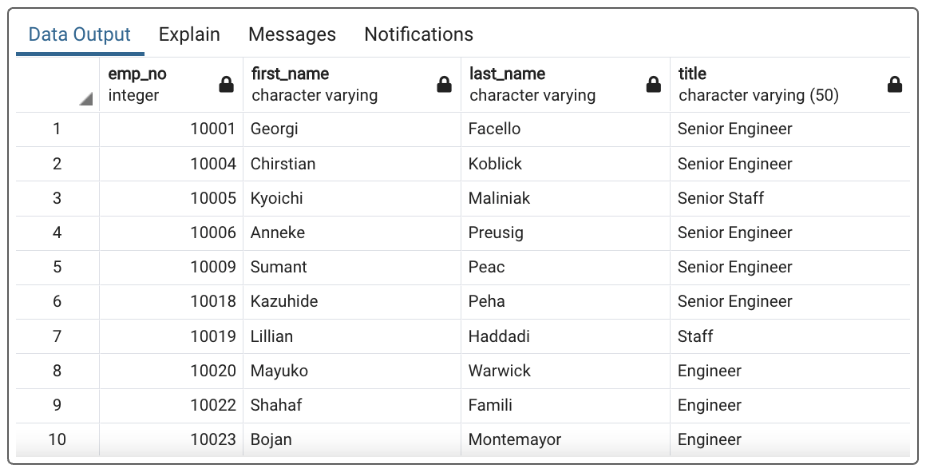 Data Output Explain Messages Notifications
emp_no first_name last_name title
integer character varying character varying character varying (50)
1 10001 Georgi Facello Senior Engineer
2 10004 Chirstian Koblick Senior Engineer
3 10005 Kyoichi Maliniak Senior Staff
4 10006 Anneke Preusig Senior Engineer
5 10009 Sumant Peac Senior Engineer
6 10018 Kazuhide Peha Senior Engineer
7 10019 Lillian Haddadi Staff
8 10020 Mayuko Warwick Engineer
9 10022 Shahaf Famili Engineer
10 10023 Bojan Montemayor Engineer